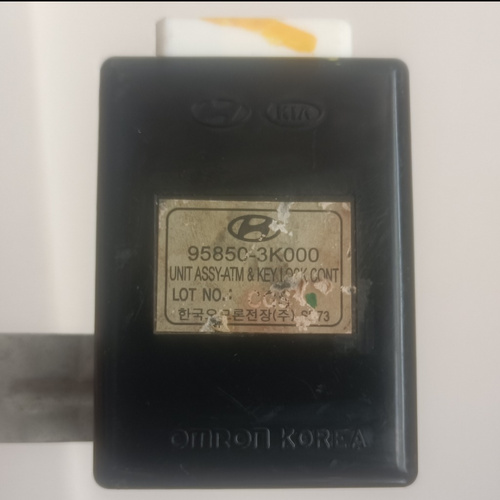 KIA
95850-3K000
UNIT ASSY-ATM & KEY LOCK CONT
LOT NO.:
한국오므론전장(주)
OMRON KOREA